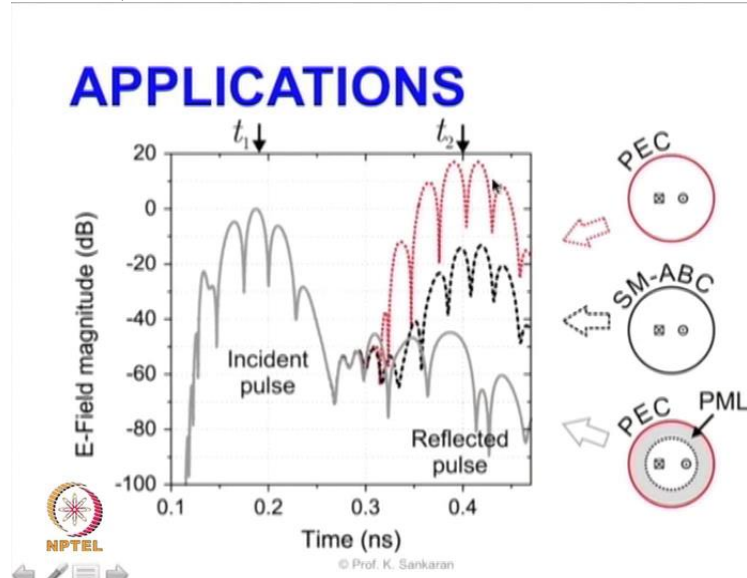 APPLICATIONS
t₁
t₂
20
0
-20
-40
-60
-80
-100
E-Field magnitude (dB)
Incident
pulse
Reflected
pulse
0.1
0.2
0.3
0.4
Time (ns)
PEC
SM-ABC
PEC
PML
NPTEL
© Prof. K. Sankaran